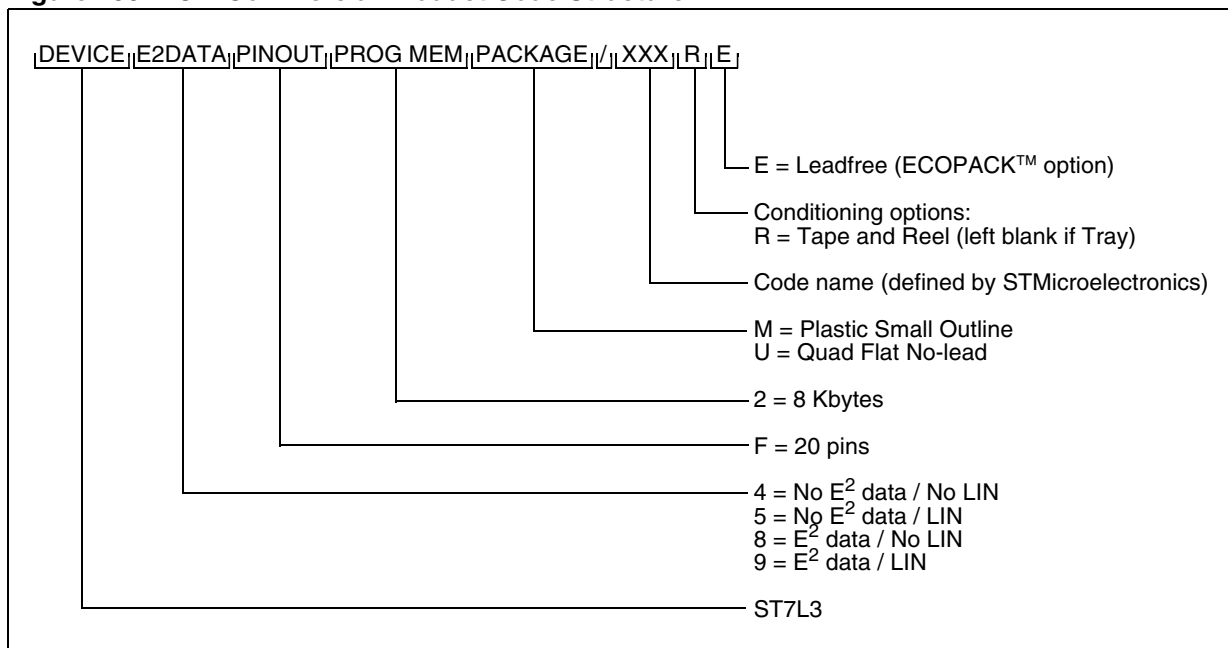 DEVICE E2DATA PINOUT PROG MEM PACKAGE / XXX R E
E = Leadfree (ECOPACK™ option)
Conditioning options:
R = Tape and Reel (left blank if Tray)
Code name (defined by STMicroelectronics)
M = Plastic Small Outline
U = Quad Flat No-lead
2 = 8 Kbytes
F = 20 pins
4 = No E² data / No LIN
5 = No E² data / LIN
8 = E² data / No LIN
9 = E² data / LIN
ST7L3